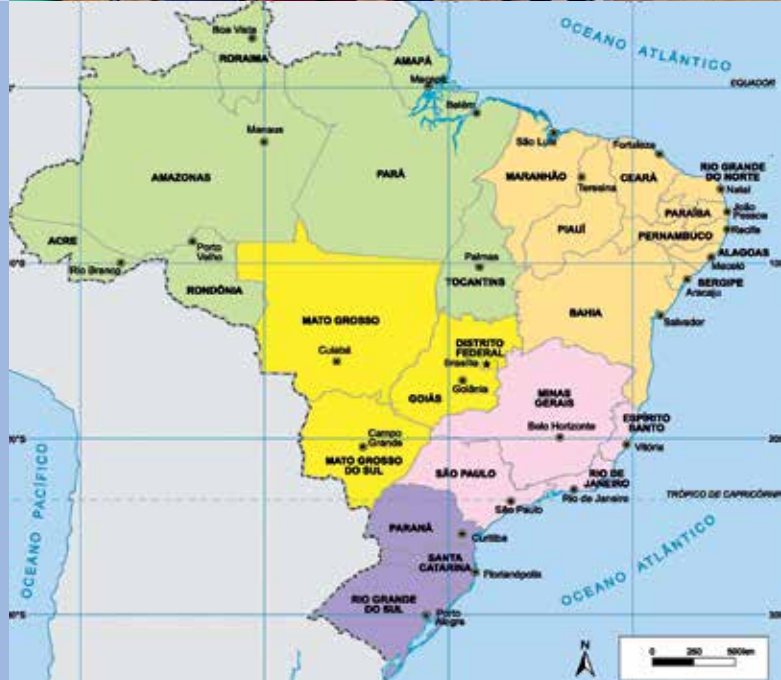 OCEANO ATLÂNTICO
Boa Vista
RORAIMA
AMAPÁ
Macapá
EQUADOR
0°
Belém
Manaus
São Luís
Fortaleza
RIO GRANDE
DO NORTE
AMAZONAS
PARÁ
MARANHÃO
Teresina
CEARÁ
Natal
PARAÍBA
João
Pessoa
PIAUÍ
PERNAMBUCO
Recife
ACRE
Porto
Velho
Rio Branco
Palmas
ALAGOAS
Maceió
10°
SERGIPE
Aracaju
RONDÔNIA
TOCANTINS
MATO GROSSO
BAHIA
Salvador
Cuiabá
DISTRITO
FEDERAL
Brasília
Goiânia
GOIÁS
MINAS
GERAIS
Belo Horizonte
ESPÍRITO
SANTO
Vitória
Campo
Grande
MATO GROSSO
DO SUL
20°
SÃO PAULO
RIO DE
JANEIRO
Rio de Janeiro
São Paulo
TRÓPICO DE CAPRICÓRNIO
OCEANO PACÍFICO
PARANÁ
Curitiba
SANTA
CATARINA
Florianópolis
OCEANO ATLÂNTICO
RIO GRANDE
DO SUL
Porto
Alegre
30°
N
0 250 500km